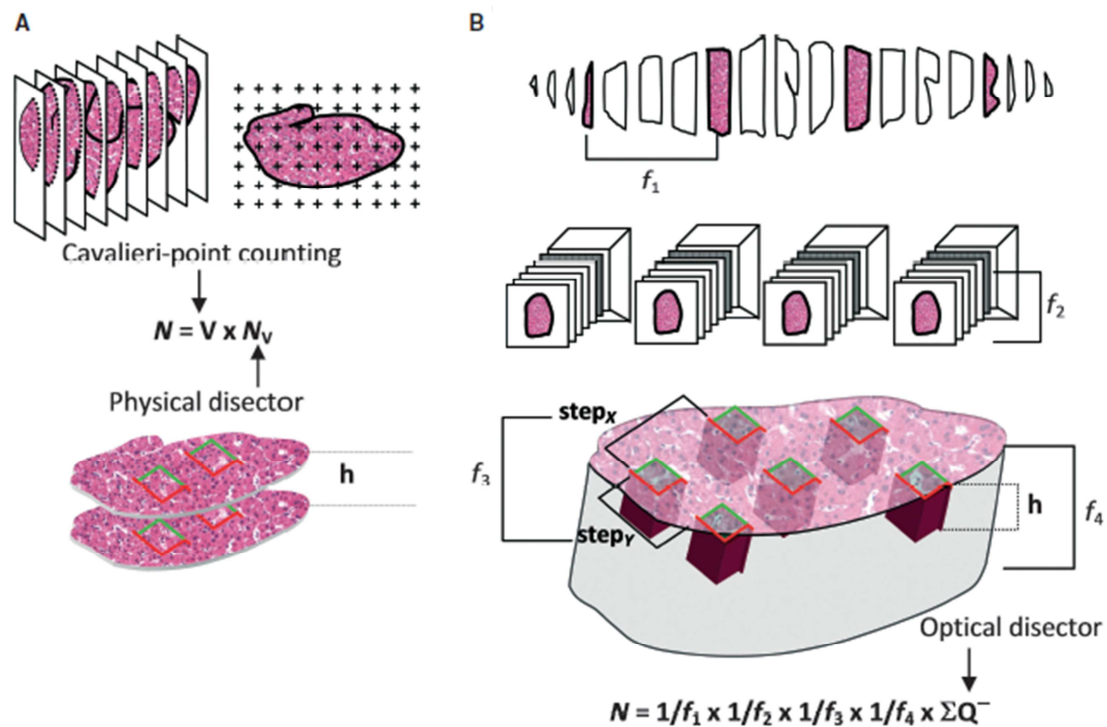 A
Cavalieri-point counting
N = V x Nᵥ
Physical disector
h
B
f₁
f₂
stepₓ
f₃
h
f₄
stepᵧ
Optical disector
N = 1/f₁ x 1/f₂ x 1/f₃ x 1/f₄ x ΣQ⁻